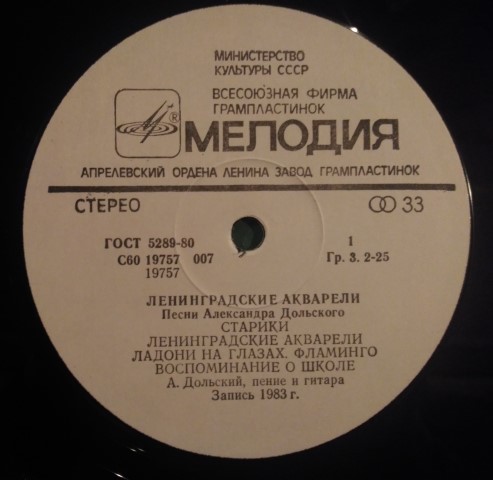 МИНИСТЕРСТВО
КУЛЬТУРЫ СССР
ВСЕСОЮЗНАЯ ФИРМА
ГРАМПЛАСТИНОК
® МЕЛОДИЯ
АПРЕЛЕВСКИЙ ОРДЕНА ЛЕНИНА ЗАВОД ГРАМПЛАСТИНОК
СТЕРЕО 33
ГОСТ 5289-80 1
С60 19757 007 Гр. 3. 2-25
19757
ЛЕНИНГРАДСКИЕ АКВАРЕЛИ
Песни Александра Дольского
СТАРИКИ
ЛЕНИНГРАДСКИЕ АКВАРЕЛИ
ЛАДОНИ НА ГЛАЗАХ. ФЛАМИНГО
ВОСПОМИНАНИЕ О ШКОЛЕ
А. Дольский, пение и гитара
Запись 1983 г.